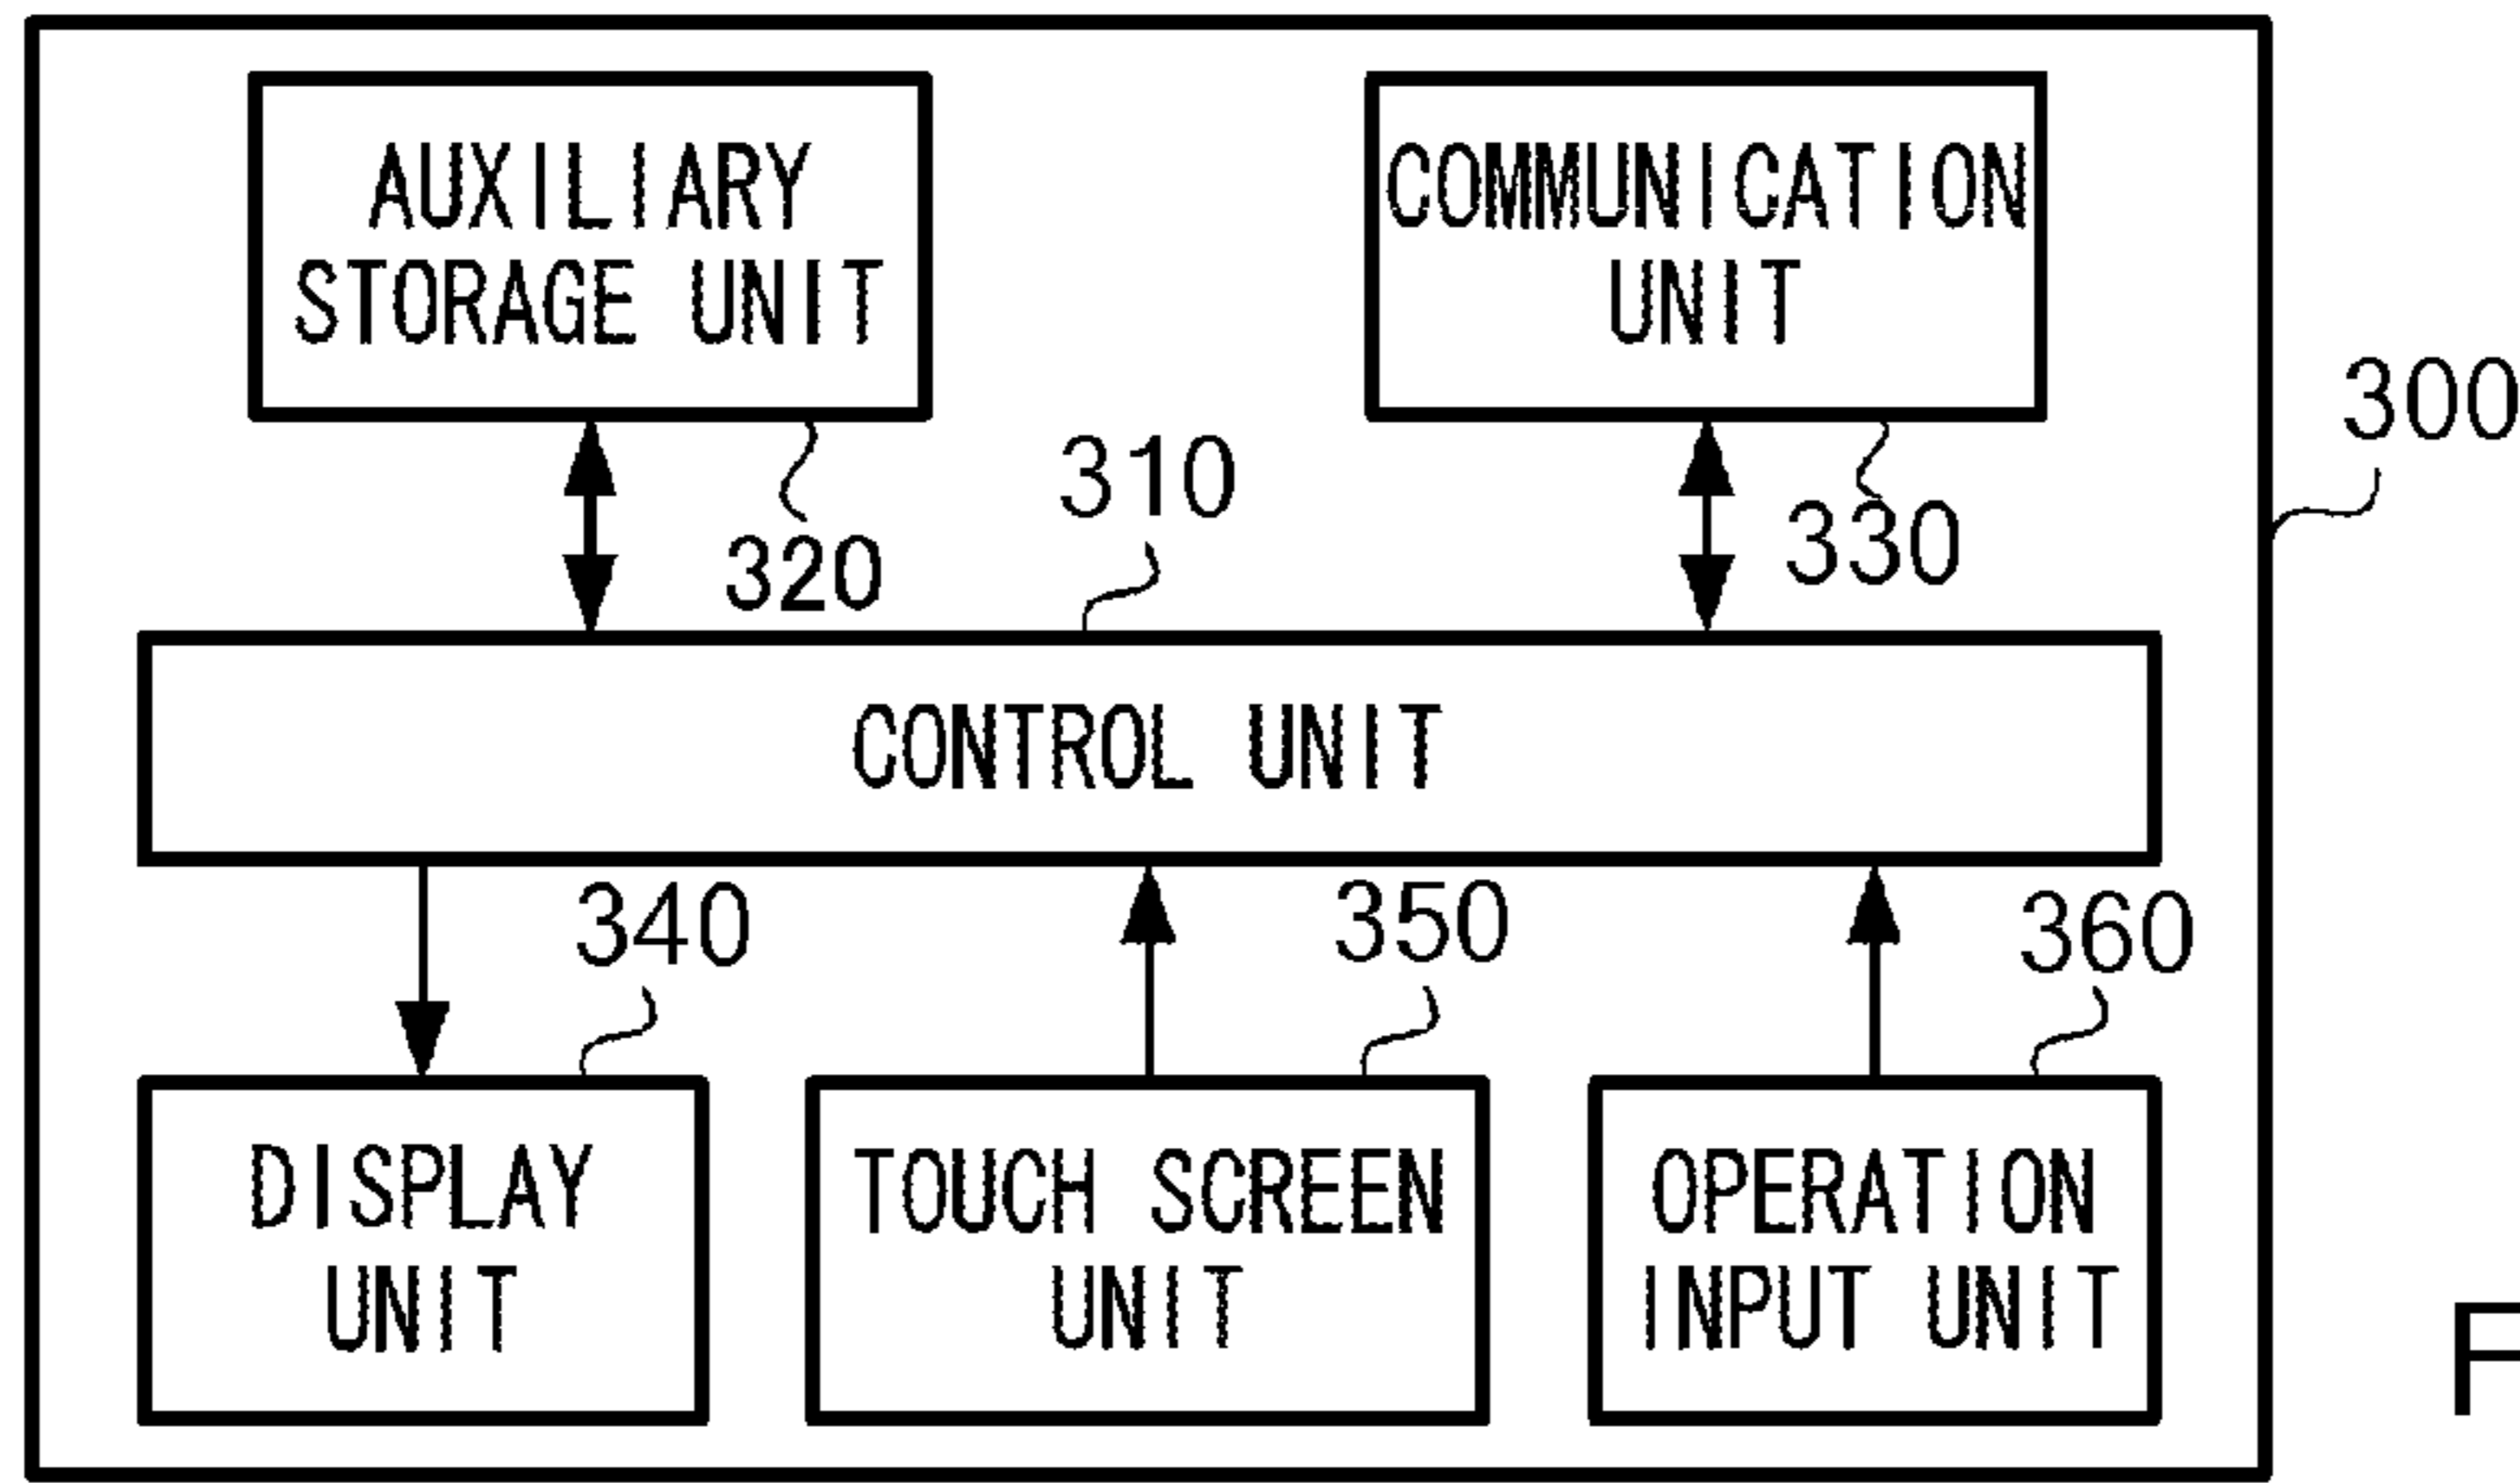 AUXILIARY
STORAGE UNIT
COMMUNICATION
UNIT
300
310
320
330
CONTROL UNIT
340
350
360
DISPLAY
UNIT
TOUCH SCREEN
UNIT
OPERATION
INPUT UNIT
F